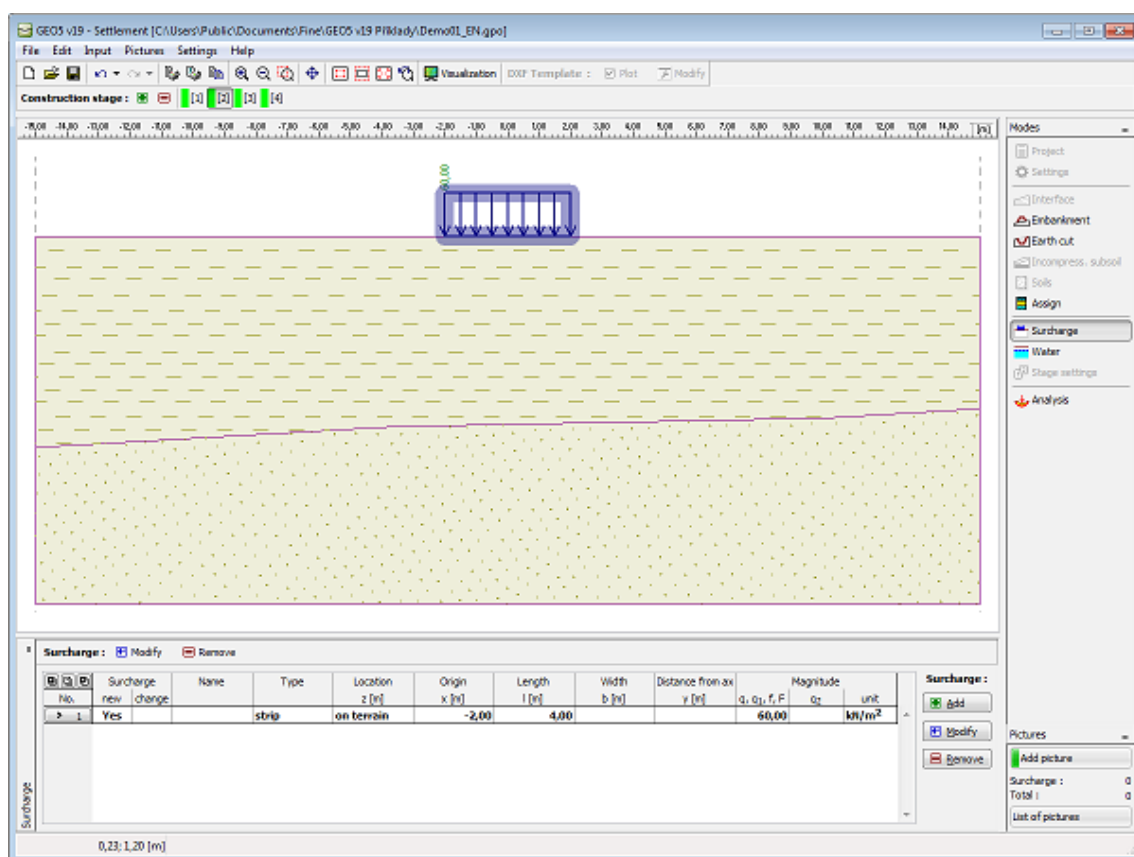 GEO5 v19 - Settlement [C:\Users\Public\Documents\Fine\GEO5 v19 Příklady\Demo01_EN.gpo]
File Edit Input Pictures Settings Help
Visualization DXF Template : Plot Modify
Construction stage : [1] [2] [3] [4]
[m]
60,00
Modes
Project
Settings
Interface
Embankment
Earth cut
Incompress. subsoil
Soils
Assign
Surcharge
Water
Stage settings
Analysis
Surcharge : Modify Remove
Surcharge Name Type Location Origin Length Width Distance from ax Magnitude
No. new change z [m] x [m] l [m] b [m] y [m] q, q1, f, F q2 unit
> 1 Yes strip on terrain -2,00 4,00 60,00 kN/m2
Surcharge :
Add
Modify
Remove
Surcharge
Pictures
Add picture
Surcharge : 0
Total : 0
List of pictures
0,23; 1,20 [m]